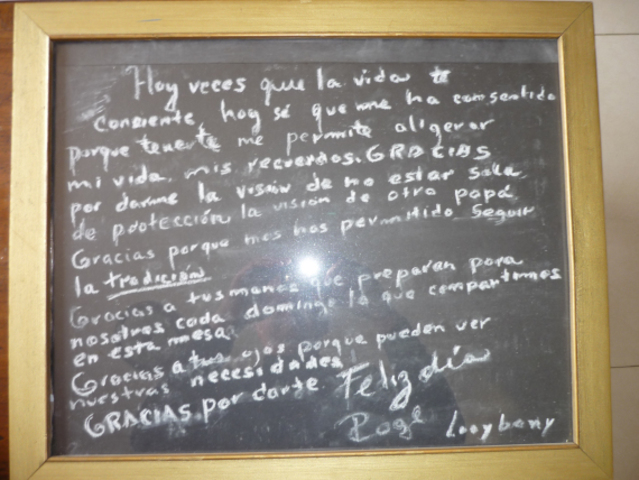 Hay veces que la vida te
consiente, hoy sé que me ha consentido
porque tenerte me permite aligerar
mi vida. mis recuerdos. GRACIAS
por darme la visión de no estar sola,
de protección la visión de otro papá.
Gracias porque nos has permitido seguir
la tradición
Gracias a tus manos que preparan para
nosotras cada domingo lo que compartimos
en esta mesa.
Gracias a tus ojos porque pueden ver
nuestras necesidades
GRACIAS por darte. Feliz día